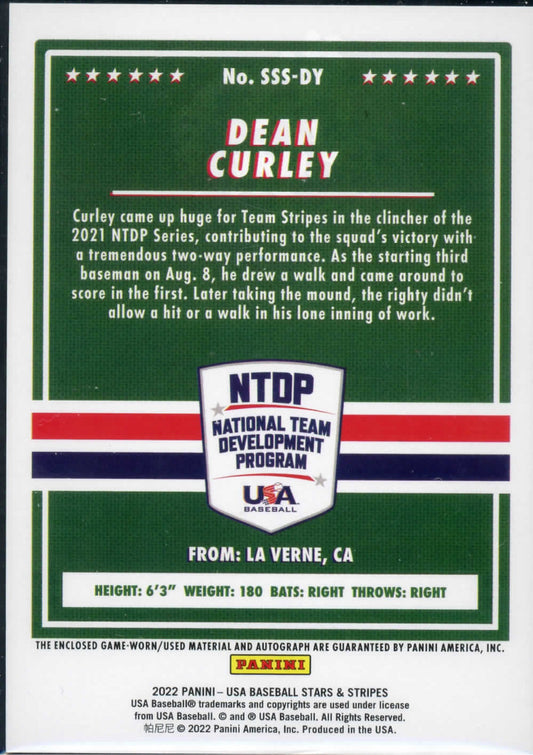 No. SSS-DY
DEAN
CURLEY
Curley came up huge for Team Stripes in the clincher of the
2021 NTDP Series, contributing to the squad's victory with
a tremendous two-way performance. As the starting third
baseman on Aug. 8, he drew a walk and came around to
score in the first. Later taking the mound, the righty didn't
allow a hit or a walk in his lone inning of work.
NTDP
NATIONAL TEAM
DEVELOPMENT
PROGRAM
USA
BASEBALL
FROM: LA VERNE, CA
HEIGHT: 6'3" WEIGHT: 180 BATS: RIGHT THROWS: RIGHT
THE ENCLOSED GAME-WORN/USED MATERIAL AND AUTOGRAPH ARE GUARANTEED BY PANINI AMERICA, INC.
PANINI
2022 PANINI – USA BASEBALL STARS & STRIPES
USA Baseball® trademarks and copyrights are used under license
from USA Baseball. © and ® USA Baseball. All Rights Reserved.
帕尼尼 © 2022 Panini America, Inc. Produced in the USA.